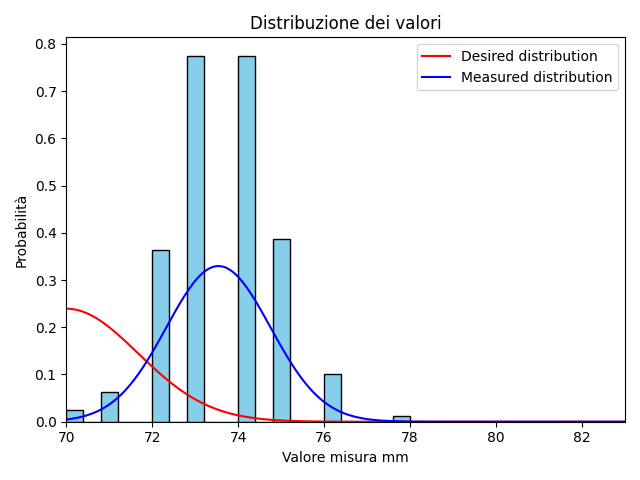 Distribuzione dei valori
Desired distribution
Measured distribution
Probabilità
0.8
0.7
0.6
0.5
0.4
0.3
0.2
0.1
0.0
70 72 74 76 78 80 82
Valore misura mm